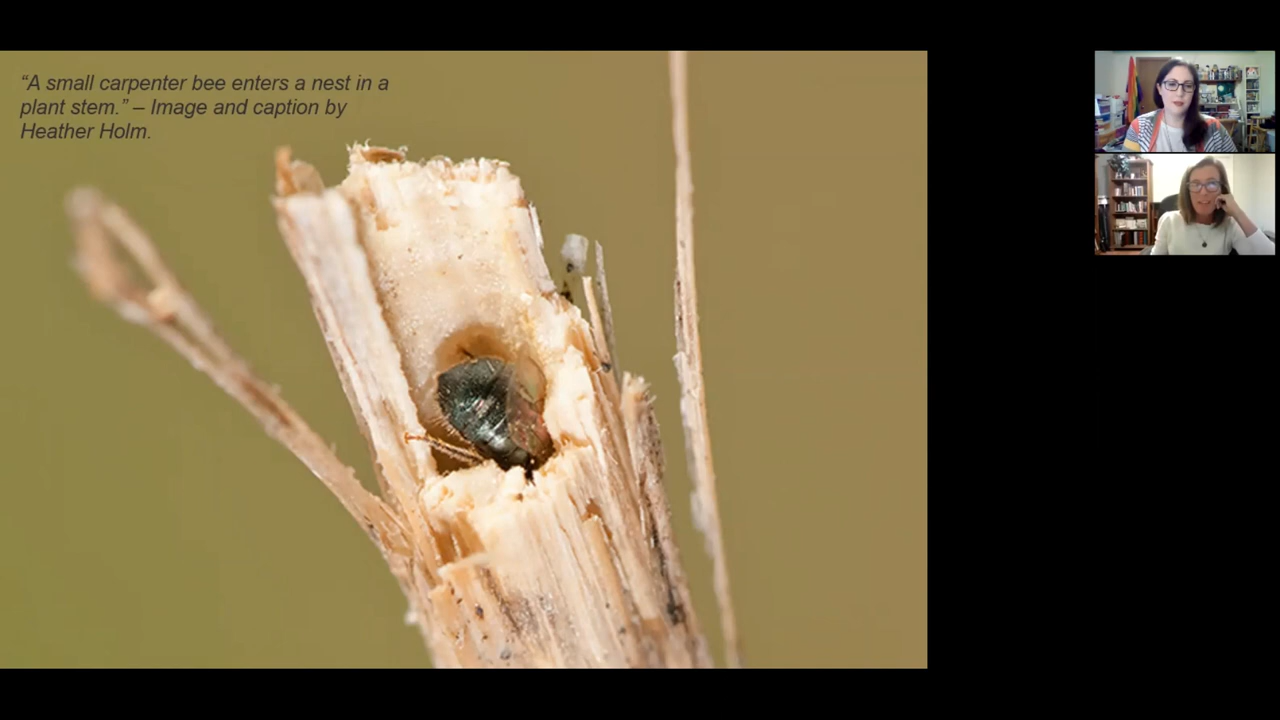 “A small carpenter bee enters a nest in a
plant stem.” – Image and caption by
Heather Holm.